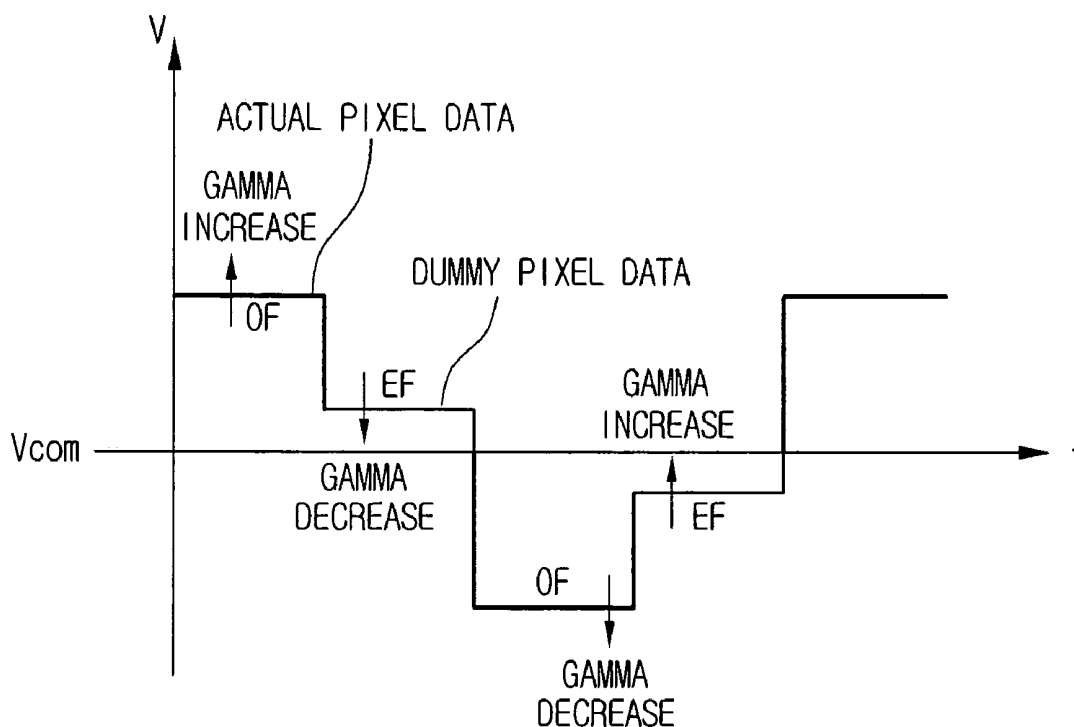 V
ACTUAL PIXEL DATA
GAMMA
INCREASE
OF
DUMMY PIXEL DATA
EF
GAMMA
INCREASE
Vcom
GAMMA
DECREASE
EF
OF
GAMMA
DECREASE